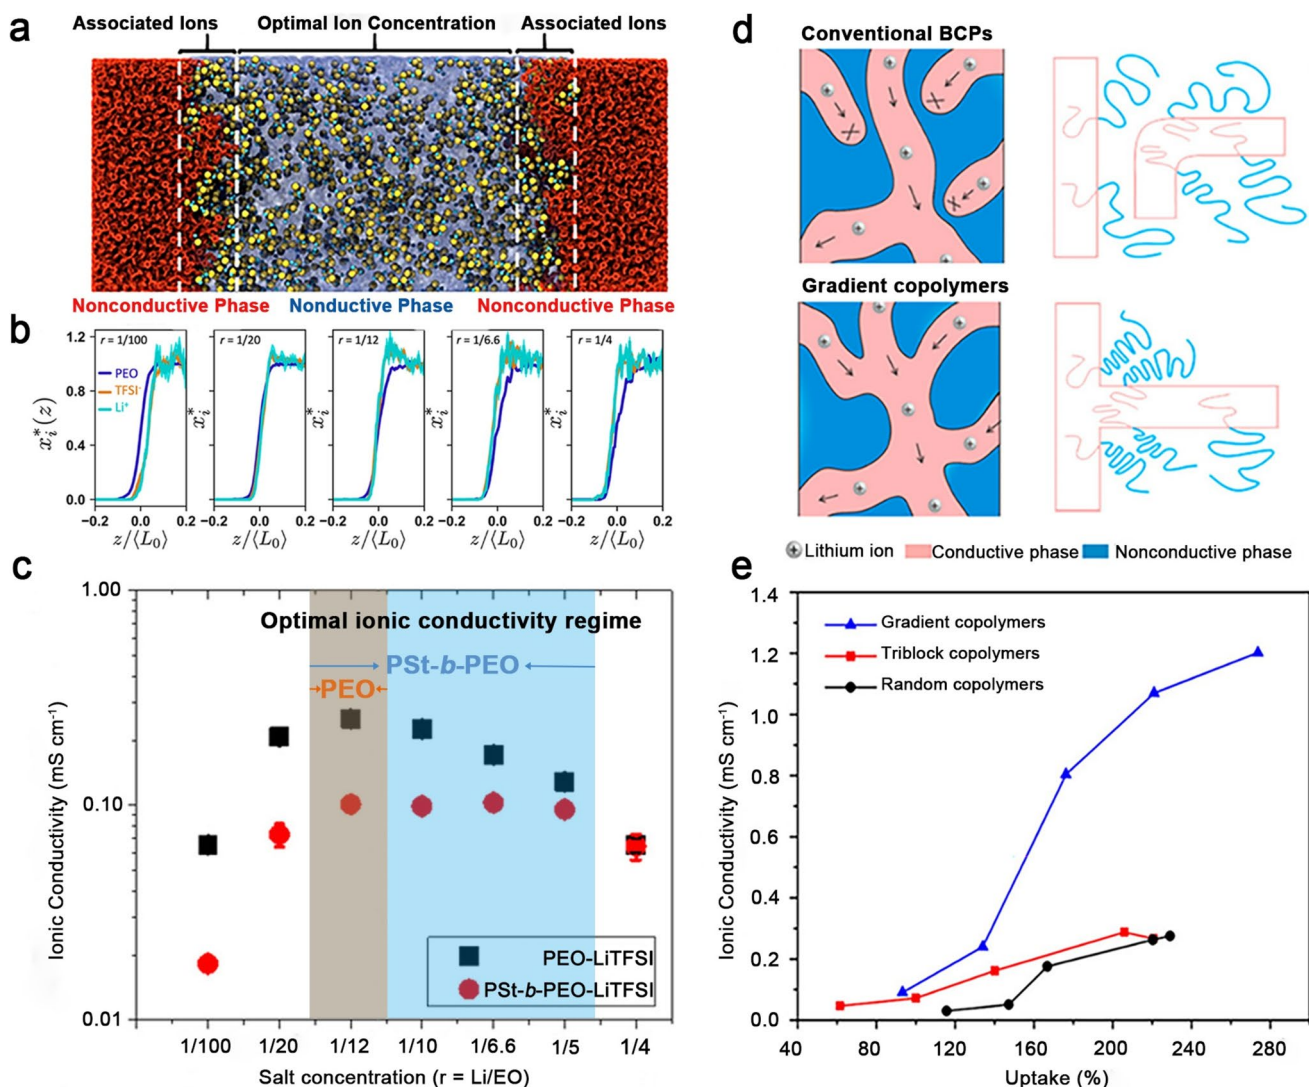 a
Associated Ions
Optimal Ion Concentration
Associated Ions
Nonconductive Phase
Nonductive Phase
Nonconductive Phase
b
1.2
0.8
0.4
0.0
x_i^*(z)
r = 1/100
PEO
TFSI⁻
Li⁺
x_i^*
r = 1/20
x_i^*
r = 1/12
x_i^*
r = 1/6.6
x_i^*
r = 1/4
−0.2 0.0 0.2
−0.2 0.0 0.2
−0.2 0.0 0.2
−0.2 0.0 0.2
−0.2 0.0 0.2
z/⟨L₀⟩
z/⟨L₀⟩
z/⟨L₀⟩
z/⟨L₀⟩
z/⟨L₀⟩
c
1.00
0.10
0.01
Ionic Conductivity (mS cm⁻¹)
Optimal ionic conductivity regime
PSt-b-PEO
PEO
PEO-LiTFSI
PSt-b-PEO-LiTFSI
1/100 1/20 1/12 1/10 1/6.6 1/5 1/4
Salt concentration (r = Li/EO)
d
Conventional BCPs
Gradient copolymers
Lithium ion
Conductive phase
Nonconductive phase
e
1.4
1.2
1.0
0.8
0.6
0.4
0.2
0.0
Ionic Conductivity (mS cm⁻¹)
Gradient copolymers
Triblock copolymers
Random copolymers
40 80 120 160 200 240 280
Uptake (%)